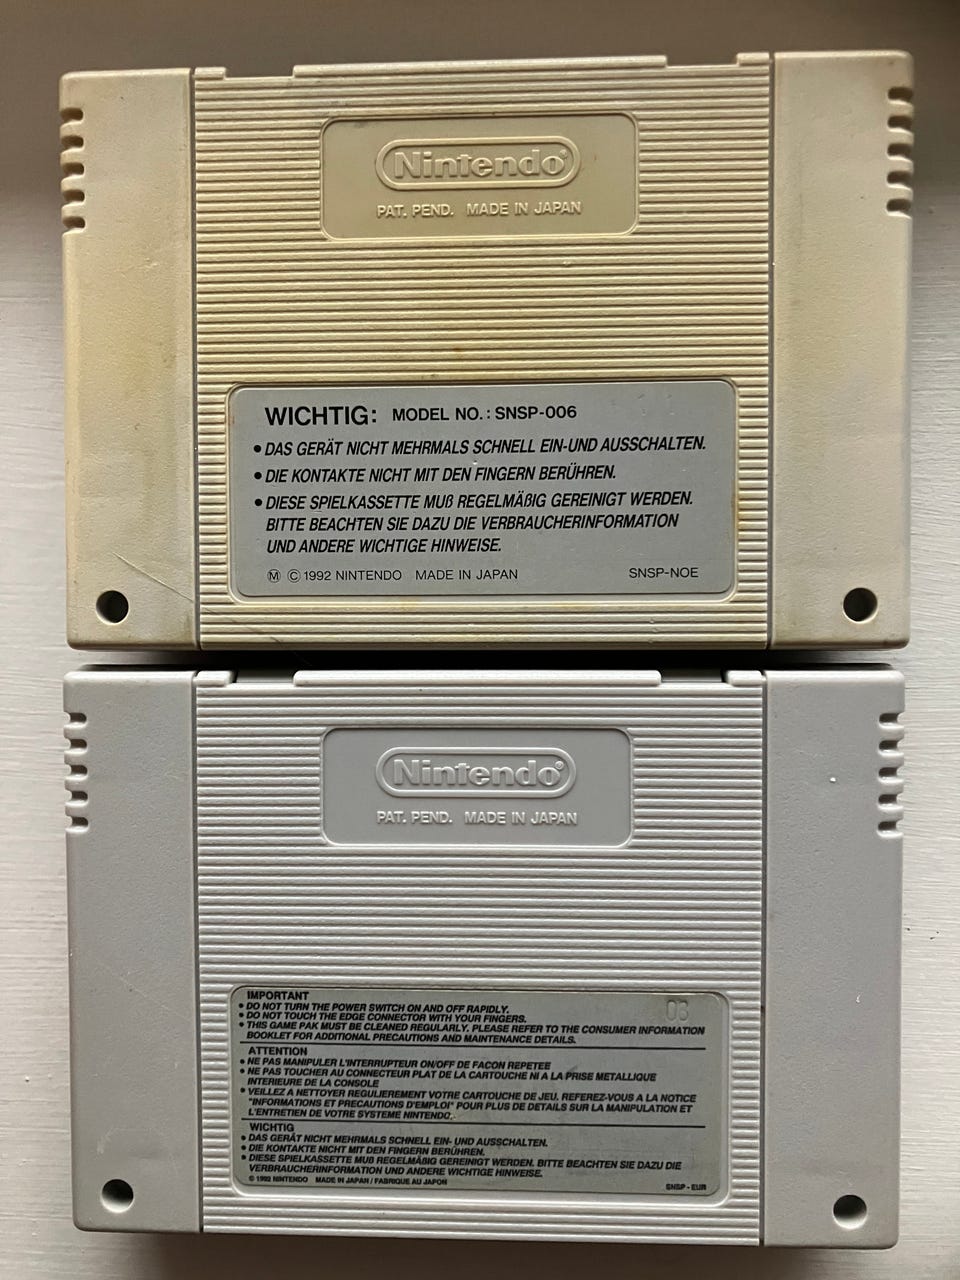 Nintendo®
PAT. PEND. MADE IN JAPAN
WICHTIG: MODEL NO.: SNSP-006
• DAS GERÄT NICHT MEHRMALS SCHNELL EIN-UND AUSSCHALTEN.
• DIE KONTAKTE NICHT MIT DEN FINGERN BERÜHREN.
• DIESE SPIELKASSETTE MUß REGELMÄßIG GEREINIGT WERDEN.
BITTE BEACHTEN SIE DAZU DIE VERBRAUCHERINFORMATION
UND ANDERE WICHTIGE HINWEISE.
Ⓜ © 1992 NINTENDO MADE IN JAPAN SNSP-NOE
Nintendo®
PAT. PEND. MADE IN JAPAN
03
IMPORTANT
• DO NOT TURN THE POWER SWITCH ON AND OFF RAPIDLY.
• DO NOT TOUCH THE EDGE CONNECTOR WITH YOUR FINGERS.
• THIS GAME PAK MUST BE CLEANED REGULARLY. PLEASE REFER TO THE CONSUMER INFORMATION
BOOKLET FOR ADDITIONAL PRECAUTIONS AND MAINTENANCE DETAILS.
ATTENTION
• NE PAS MANIPULER L'INTERRUPTEUR ON/OFF DE FACON REPETEE
• NE PAS TOUCHER AU CONNECTEUR PLAT DE LA CARTOUCHE NI A LA PRISE METALLIQUE
INTERIEURE DE LA CONSOLE
• VEILLEZ A NETTOYER REGULIEREMENT VOTRE CARTOUCHE DE JEU. REFEREZ-VOUS A LA NOTICE
"INFORMATIONS ET PRECAUTIONS D'EMPLOI" POUR PLUS DE DETAILS SUR LA MANIPULATION ET
L'ENTRETIEN DE VOTRE SYSTEME NINTENDO.
WICHTIG
• DAS GERÄT NICHT MEHRMALS SCHNELL EIN- UND AUSSCHALTEN.
• DIE KONTAKTE NICHT MIT DEN FINGERN BERÜHREN.
• DIESE SPIELKASSETTE MUß REGELMÄßIG GEREINIGT WERDEN. BITTE BEACHTEN SIE DAZU DIE
VERBRAUCHERINFORMATION UND ANDERE WICHTIGE HINWEISE.
© 1992 NINTENDO MADE IN JAPAN / FABRIQUE AU JAPON SNSP - EUR